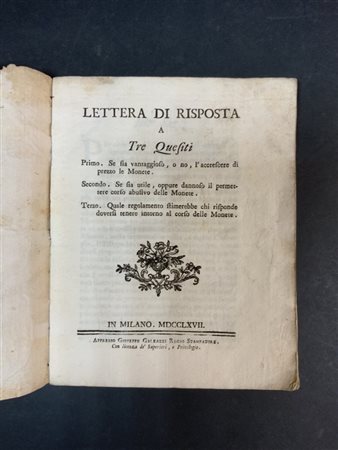 LETTERA DI RISPOSTA
A
Tre Quesiti
Primo. Se sia vantaggioso, o no, l'accrescere di
prezzo le Monete.
Secondo. Se sia utile, oppure dannoso il permet-
tere corso abusivo delle Monete.
Terzo. Quale regolamento stimerebbe chi risponde
doversi tenere intorno al corso delle Monete.
IN MILANO. MDCCLXVII.
Appresso Giuseppe Galeazzi Regio Stampatore.
Con licenza de' Superiori, e Privilegio.